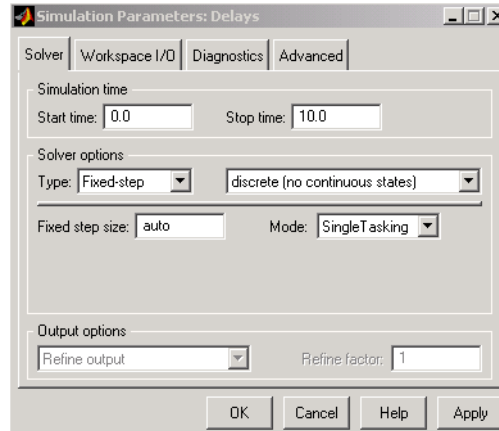 Simulation Parameters: Delays
Solver Workspace I/O Diagnostics Advanced
Simulation time
Start time: 0.0 Stop time: 10.0
Solver options
Type: Fixed-step discrete (no continuous states)
Fixed step size: auto Mode: SingleTasking
Output options
Refine output Refine factor: 1
OK Cancel Help Apply